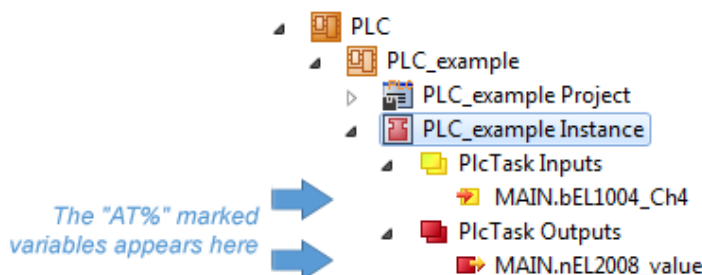 PLC
PLC_example
PLC_example Project
PLC_example Instance
PlcTask Inputs
MAIN.bEL1004_Ch4
PlcTask Outputs
MAIN.nEL2008_value
The "AT%" marked
variables appears here